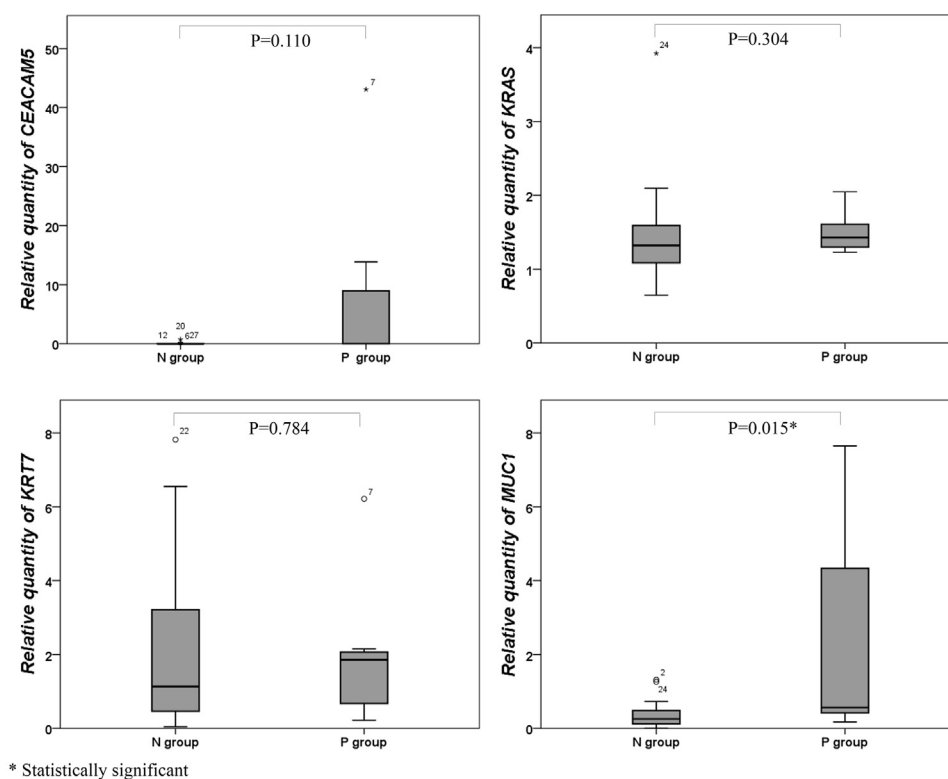 P=0.110
Relative quantity of CEACAM5
50
40
30
20
10
0
7
20
12
627
N group
P group
P=0.304
Relative quantity of KRAS
4
3
2
1
0
24
N group
P group
P=0.784
Relative quantity of KRT7
8
6
4
2
0
22
7
N group
P group
P=0.015*
Relative quantity of MUC1
8
6
4
2
0
2
24
N group
P group
* Statistically significant